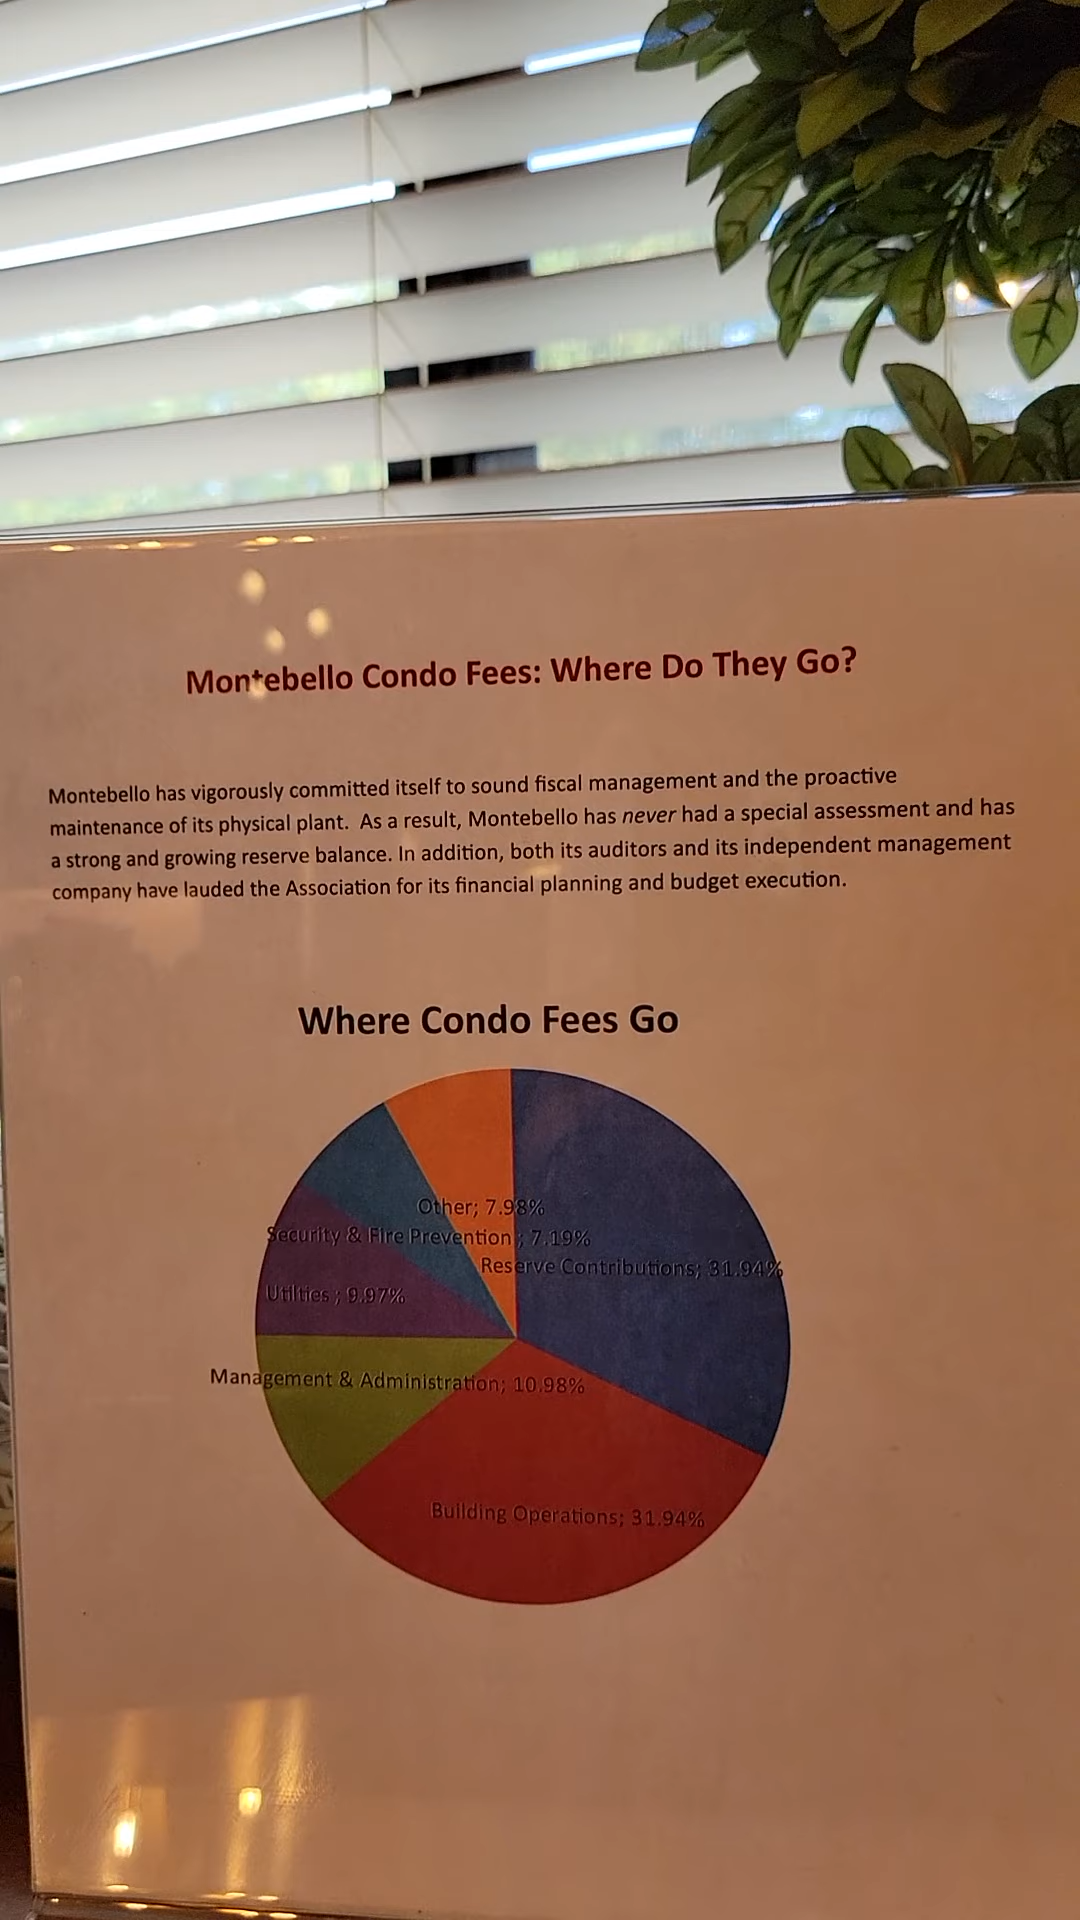 Montebello Condo Fees: Where Do They Go?
Montebello has vigorously committed itself to sound fiscal management and the proactive
maintenance of its physical plant. As a result, Montebello has never had a special assessment and has
a strong and growing reserve balance. In addition, both its auditors and its independent management
company have lauded the Association for its financial planning and budget execution.
Where Condo Fees Go
Other; 7.98%
Security & Fire Prevention ; 7.19%
Reserve Contributions; 31.94%
Utilties ; 9.97%
Management & Administration; 10.98%
Building Operations; 31.94%